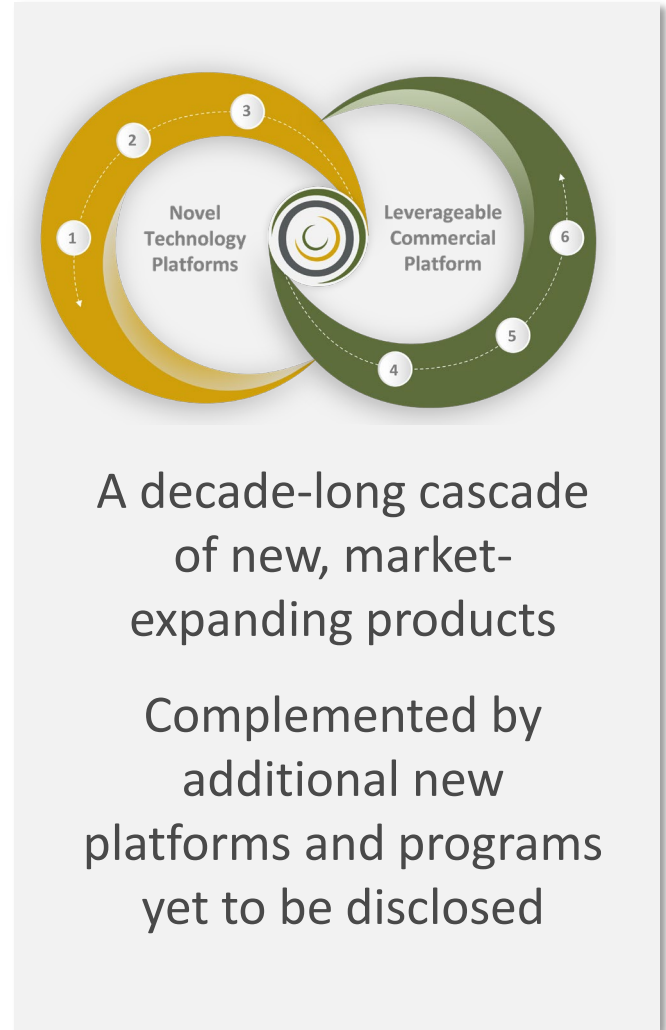 3
2
1
Novel
Technology
Platforms
Leverageable
Commercial
Platform
6
5
4
A decade-long cascade
of new, market-
expanding products
Complemented by
additional new
platforms and programs
yet to be disclosed